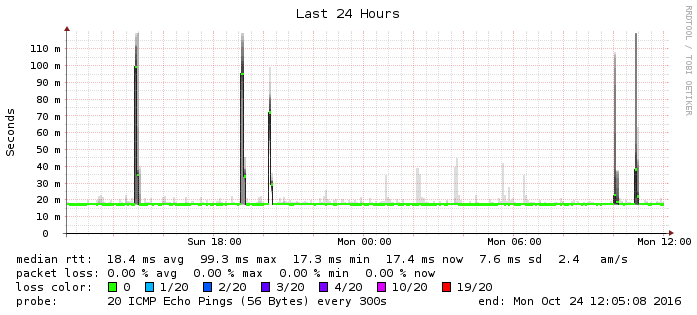 Last 24 Hours
RRDTOOL / TOBI OETIKER
Seconds
110 m
100 m
90 m
80 m
70 m
60 m
50 m
40 m
30 m
20 m
10 m
0
Sun 18:00 Mon 00:00 Mon 06:00 Mon 12:00
median rtt: 18.4 ms avg 99.3 ms max 17.3 ms min 17.4 ms now 7.6 ms sd 2.4 am/s
packet loss: 0.00 % avg 0.00 % max 0.00 % min 0.00 % now
loss color: 0 1/20 2/20 3/20 4/20 10/20 19/20
probe: 20 ICMP Echo Pings (56 Bytes) every 300s end: Mon Oct 24 12:05:08 2016